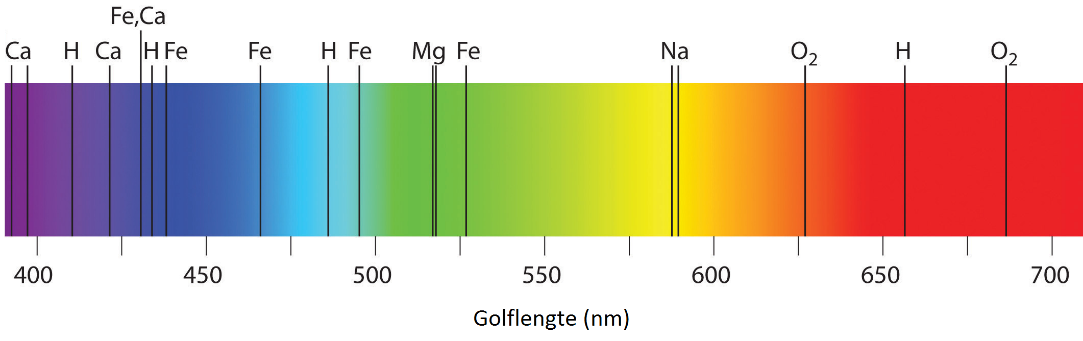 Fe,Ca
Ca H Ca H Fe Fe H Fe Mg Fe Na O₂ H O₂
400 450 500 550 600 650 700
Golflengte (nm)